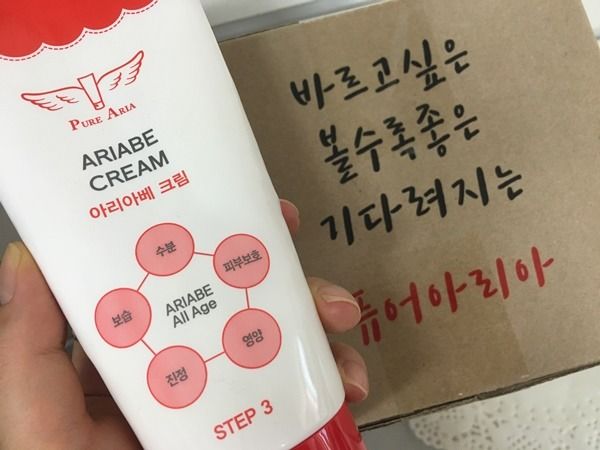 PURE ARIA
ARIABE
CREAM
아리아베 크림
수분
피부보호
보습
ARIABE
All Age
영양
진정
STEP 3
바르고싶은
볼수록좋은
기다려지는
퓨어아리아